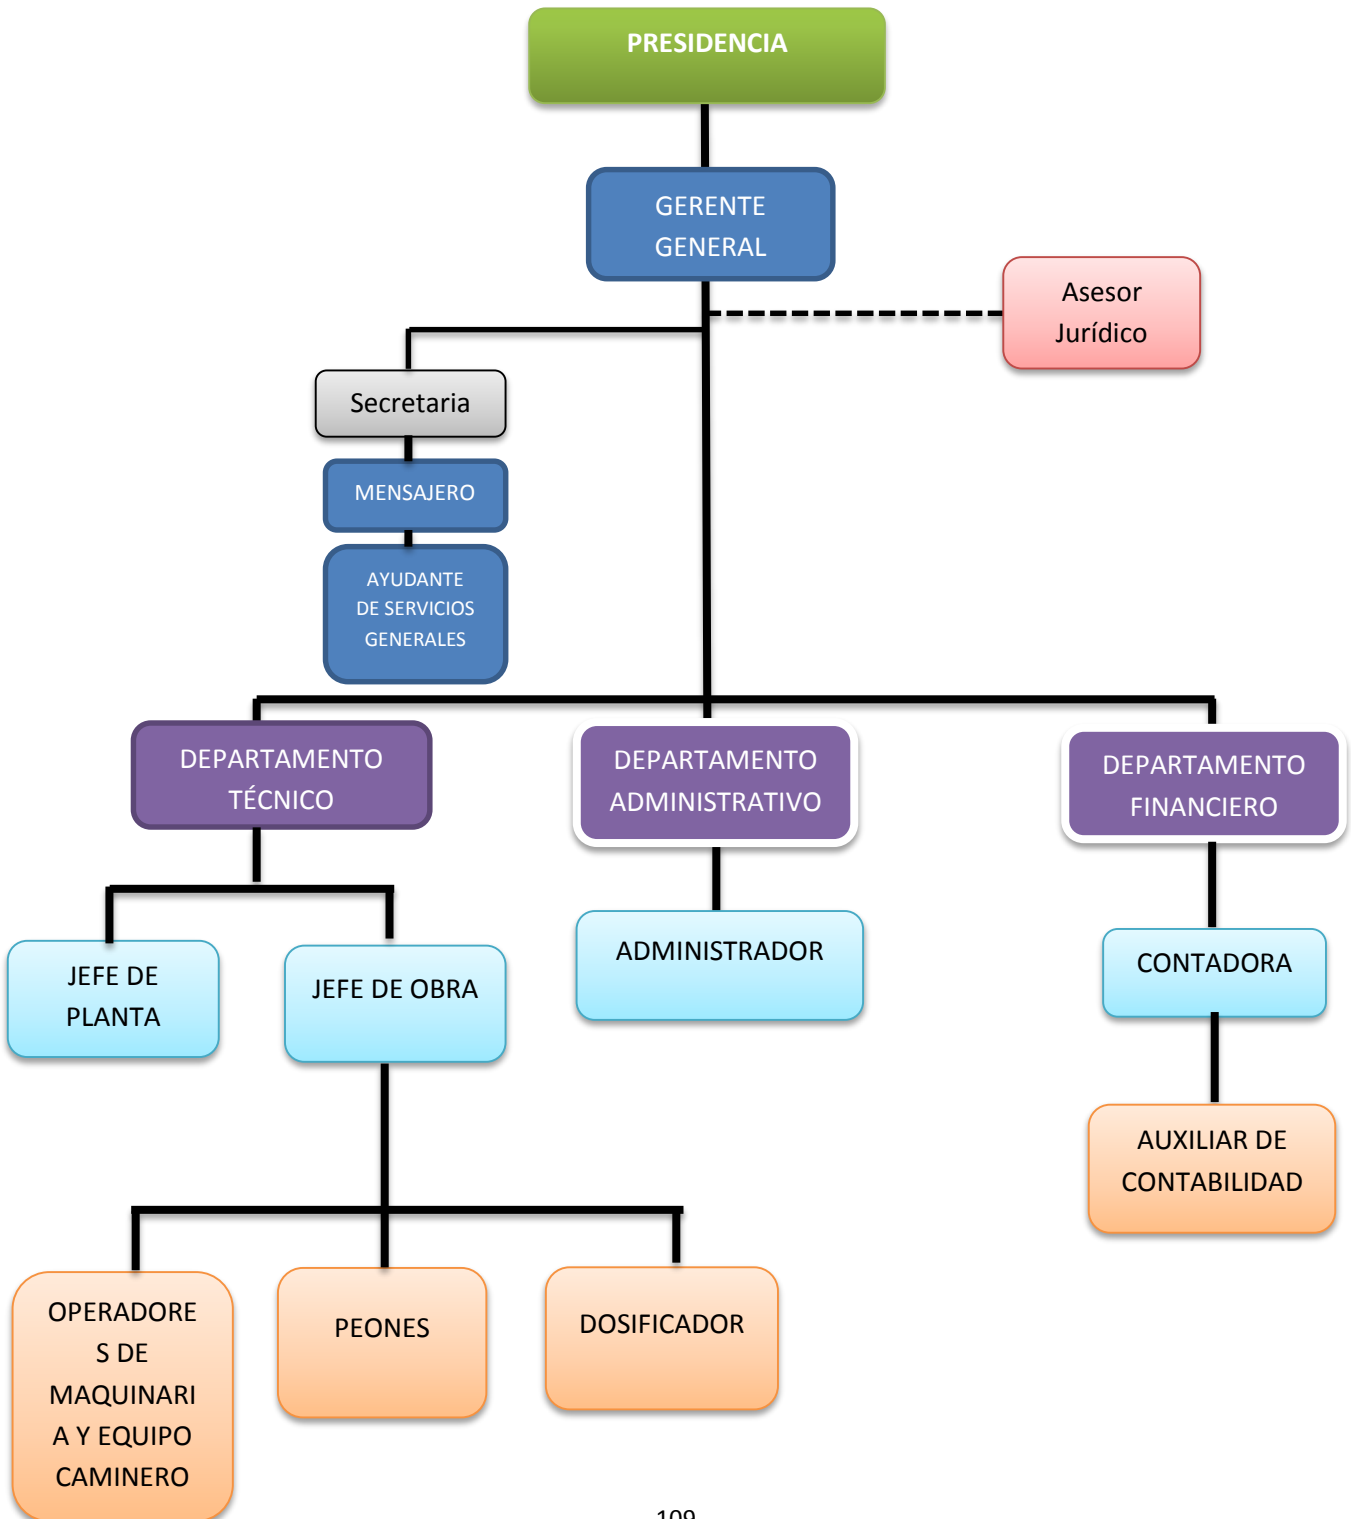 PRESIDENCIA
GERENTE
GENERAL
Asesor
Jurídico
Secretaria
MENSAJERO
AYUDANTE
DE SERVICIOS
GENERALES
DEPARTAMENTO
TÉCNICO
DEPARTAMENTO
ADMINISTRATIVO
DEPARTAMENTO
FINANCIERO
JEFE DE
PLANTA
JEFE DE OBRA
ADMINISTRADOR
CONTADORA
AUXILIAR DE
CONTABILIDAD
OPERADORE
S DE
MAQUINARI
A Y EQUIPO
CAMINERO
PEONES
DOSIFICADOR
109